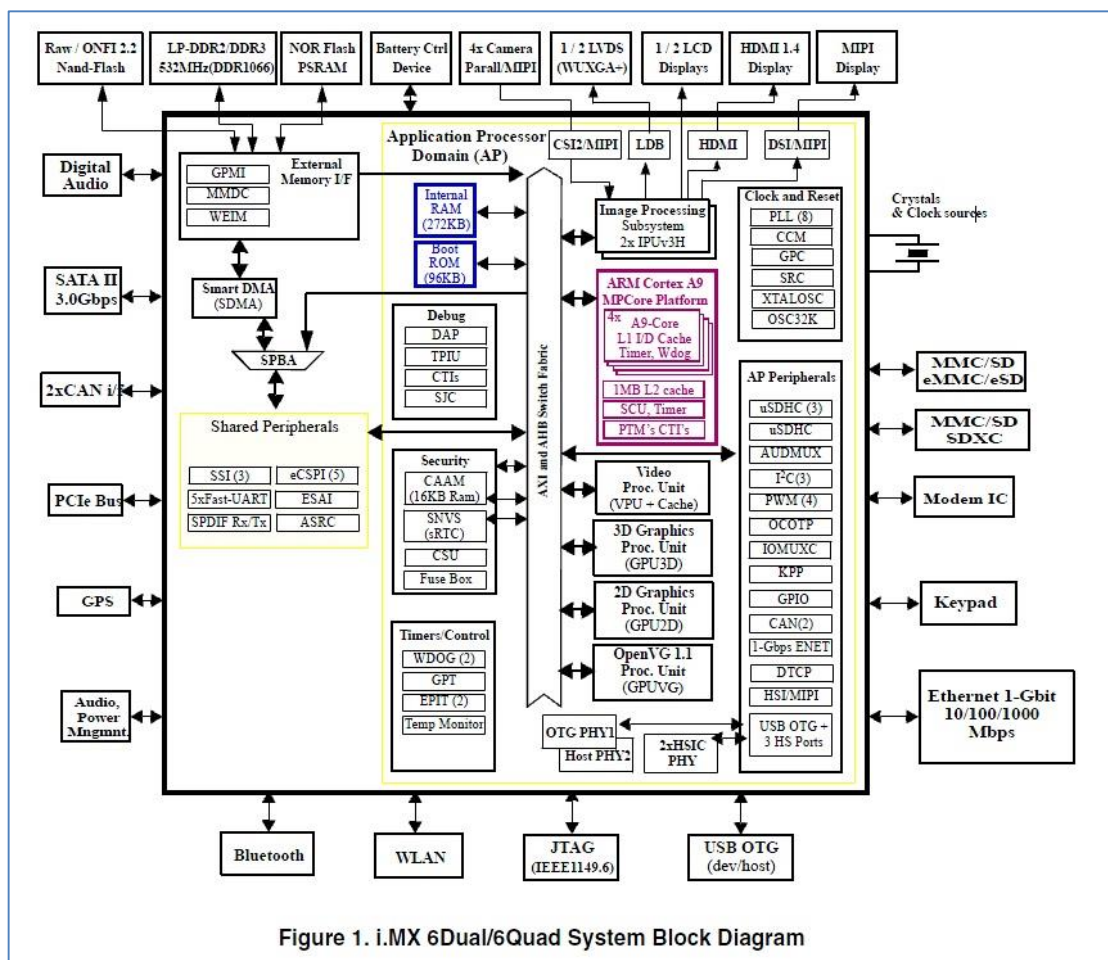 Raw / ONFI 2.2
Nand-Flash
LP-DDR2/DDR3
532MHz(DDR1066)
NOR Flash
PSRAM
Battery Ctrl
Device
4x Camera
Parall/MIPI
1 / 2 LVDS
(WUXGA+)
1 / 2 LCD
Displays
HDMI 1.4
Display
MIPI
Display
Digital
Audio
SATA II
3.0Gbps
2xCAN i/f
PCIe Bus
GPS
Audio,
Power
Mngmnt.
External
Memory I/F
GPMI
MMDC
WEIM
Smart DMA
(SDMA)
SPBA
Shared Peripherals
SSI (3)
eCSPI (5)
5xFast-UART
ESAI
SPDIF Rx/Tx
ASRC
Application Processor
Domain (AP)
Internal
RAM
(272KB)
Boot
ROM
(96KB)
Debug
DAP
TPIU
CTIs
SJC
Security
CAAM
(16KB Ram)
SNVS
(sRTC)
CSU
Fuse Box
Timers/Control
WDOG (2)
GPT
EPIT (2)
Temp Monitor
AXI and AHB Switch Fabric
CSI2/MIPI
LDB
HDMI
DSI/MIPI
Image Processing
Subsystem
2x IPUv3H
ARM Cortex A9
MPCore Platform
4x
A9-Core
L1 I/D Cache
Timer, Wdog
1MB L2 cache
SCU, Timer
PTM's CTI's
Video
Proc. Unit
(VPU + Cache)
3D Graphics
Proc. Unit
(GPU3D)
2D Graphics
Proc. Unit
(GPU2D)
OpenVG 1.1
Proc. Unit
(GPUVG)
OTG PHY1
Host PHY2
2xHSIC
PHY
Clock and Reset
PLL (8)
CCM
GPC
SRC
XTALOSC
OSC32K
AP Peripherals
uSDHC (3)
uSDHC
AUDMUX
I²C(3)
PWM (4)
OCOTP
IOMUXC
KPP
GPIO
CAN(2)
1-Gbps ENET
DTCP
HSI/MIPI
USB OTG +
3 HS Ports
Crystals
& Clock sources
MMC/SD
eMMC/eSD
MMC/SD
SDXC
Modem IC
Keypad
Ethernet 1-Gbit
10/100/1000
Mbps
Bluetooth
WLAN
JTAG
(IEEE1149.6)
USB OTG
(dev/host)
Figure 1. i.MX 6Dual/6Quad System Block Diagram